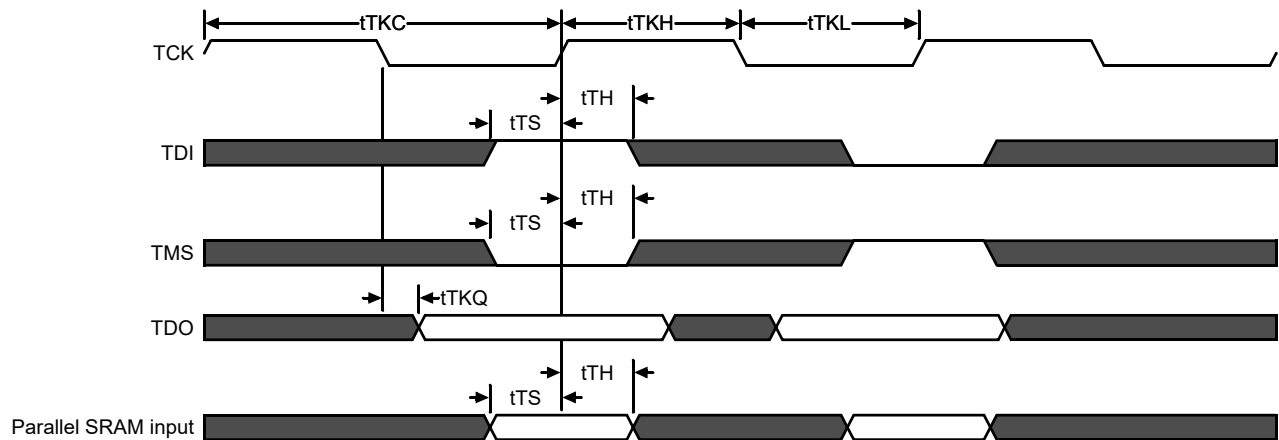 tTKC tTKH tTKL
TCK
tTH
tTS
TDI
tTH
tTS
TMS
tTKQ
TDO
tTH
tTS
Parallel SRAM input